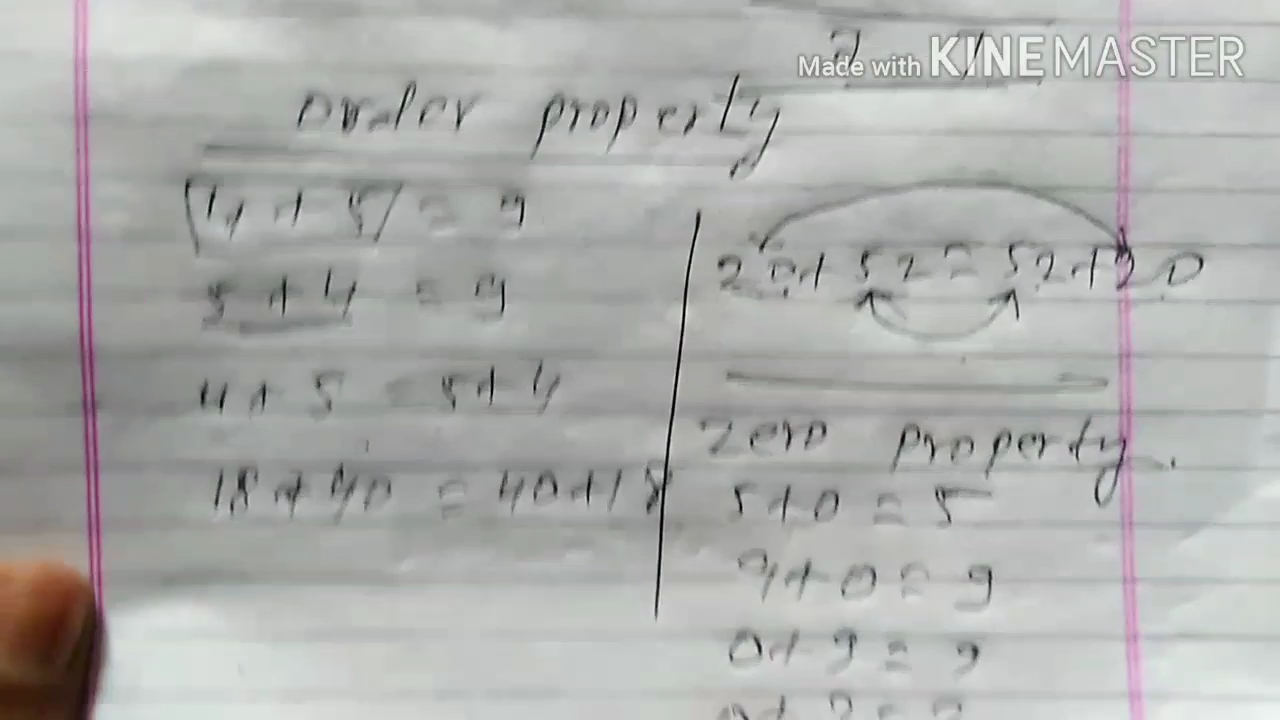 Made with KINEMASTER
order property
(4 + 5) = 9
5 + 4 = 9
4 + 5 = 5 + 4
18 + 40 = 40 + 18
20 + 52 = 52 + 20
Zero property.
5 + 0 = 5
9 + 0 = 9
0 + 9 = 9